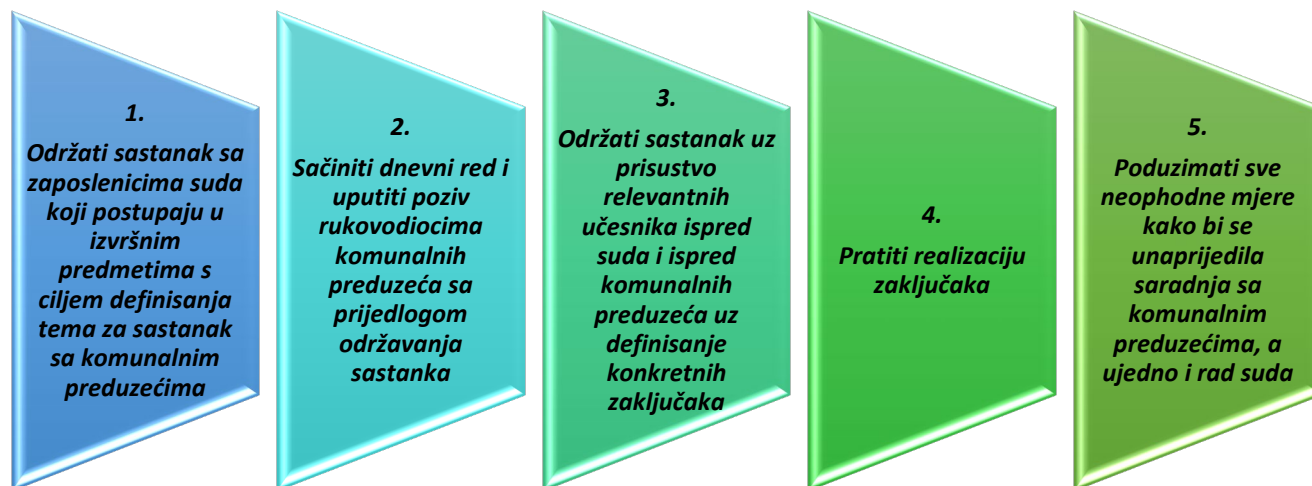 1.
Održati sastanak sa
zaposlenicima suda
koji postupaju u
izvršnim
predmetima s
ciljem definisanja
tema za sastanak
sa komunalnim
preduzećima
2.
Sačiniti dnevni red i
uputiti poziv
rukovodiocima
komunalnih
preduzeća sa
prijedlogom
održavanja
sastanka
3.
Održati sastanak uz
prisustvo
relevantnih
učesnika ispred
suda i ispred
komunalnih
preduzeća uz
definisanje
konkretnih
zaključaka
4.
Pratiti realizaciju
zaključaka
5.
Poduzimati sve
neophodne mjere
kako bi se
unaprijedila
saradnja sa
komunalnim
preduzećima, a
ujedno i rad suda